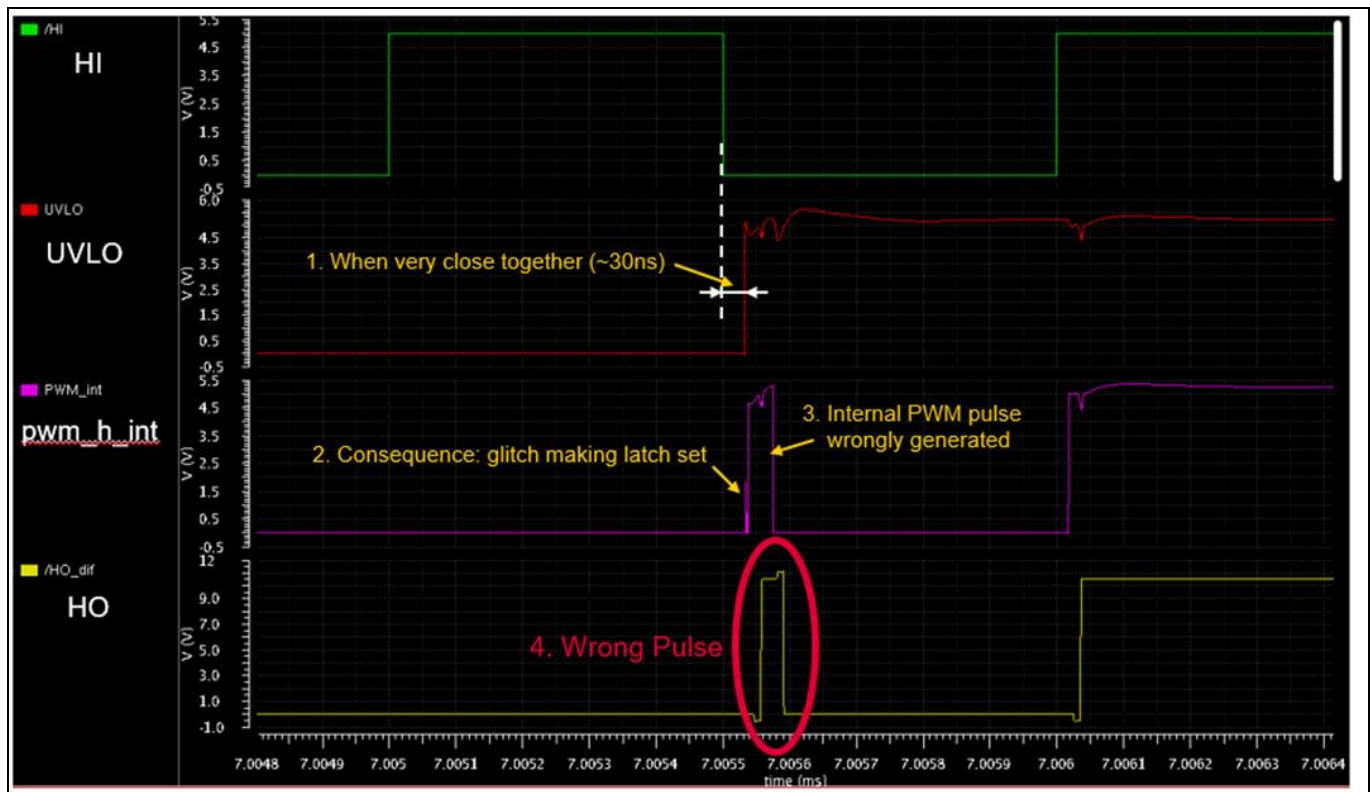 /HI
HI
5.5
4.5
3.5
2.5
1.5
0.5
-0.5
V (V)
UVLO
UVLO
6.0
4.5
3.5
2.5
1.5
0.5
-0.5
V (V)
1. When very close together (~30ns)
PWM_int
pwm_h_int
5.5
4.5
3.5
2.5
1.5
0.5
-0.5
V (V)
2. Consequence: glitch making latch set
3. Internal PWM pulse
wrongly generated
/HO_dif
HO
12
9.0
7.0
5.0
3.0
1.0
-1.0
V (V)
4. Wrong Pulse
7.0048 7.0049 7.005 7.0051 7.0052 7.0053 7.0054 7.0055 7.0056 7.0057 7.0058 7.0059 7.006 7.0061 7.0062 7.0063 7.0064
time (ms)